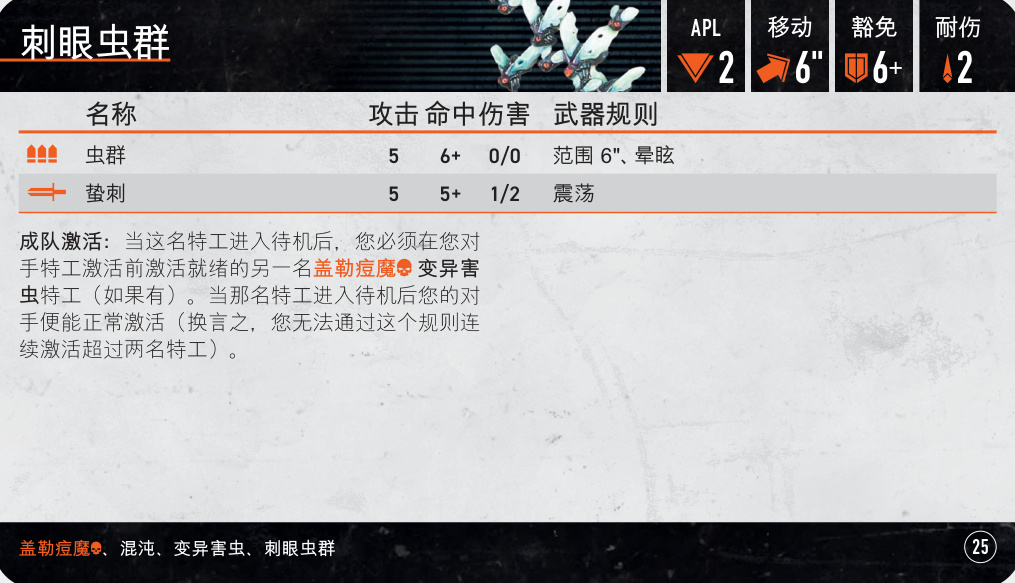 刺眼虫群
APL 移动 豁免 耐伤
2 6" 6+ 2
名称 攻击 命中 伤害 武器规则
虫群 5 6+ 0/0 范围 6"、晕眩
蛰刺 5 5+ 1/2 震荡
成队激活：当这名特工进入待机后，您必须在您对
手特工激活前激活就绪的另一名盖勒痘魔 变异害
虫特工（如果有）。当那名特工进入待机后您的对
手便能正常激活（换言之，您无法通过这个规则连
续激活超过两名特工）。
盖勒痘魔、混沌、变异害虫、刺眼虫群
25